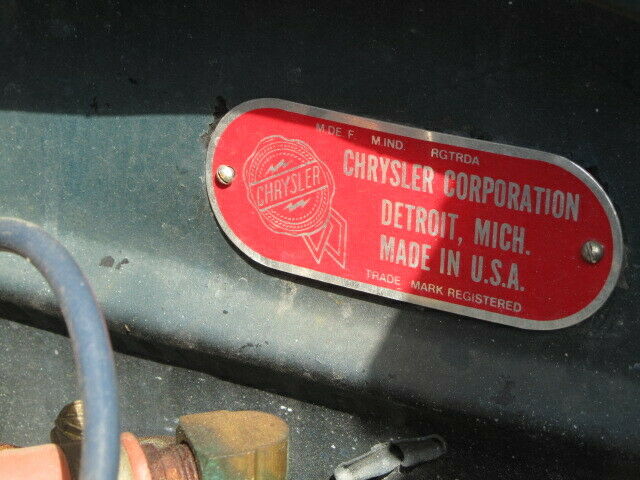 M.DE F. M.IND. RGTRDA
CHRYSLER
CHRYSLER CORPORATION
DETROIT, MICH.
MADE IN U.S.A.
TRADE MARK REGISTERED